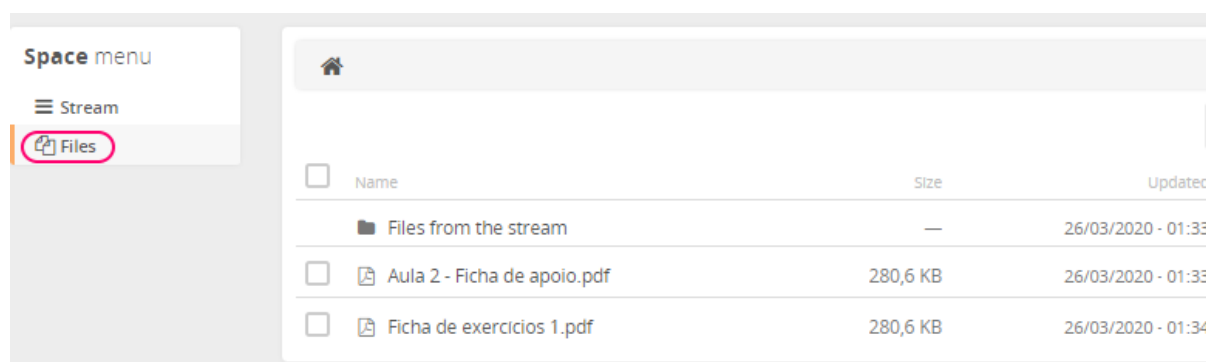 Space menu
Stream
Files
Name Size Updated
Files from the stream — 26/03/2020 - 01:33
Aula 2 - Ficha de apoio.pdf 280,6 KB 26/03/2020 - 01:33
Ficha de exercicios 1.pdf 280,6 KB 26/03/2020 - 01:34